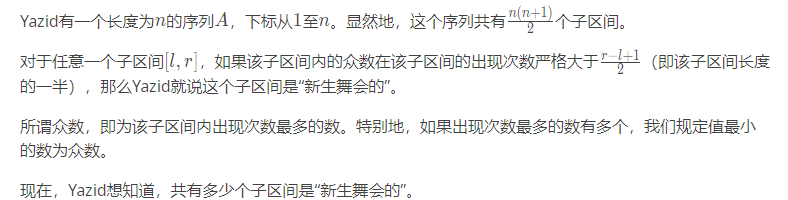 Yazid有一个长度为n的序列A，下标从1至n。显然地，这个序列共有n(n+1)/2个子区间。
对于任意一个子区间[l, r]，如果该子区间内的众数在该子区间的出现次数严格大于r−l+1/2（即该子区间长度
的一半），那么Yazid就说这个子区间是“新生舞会的”。
所谓众数，即为该子区间内出现次数最多的数。特别地，如果出现次数最多的数有多个，我们规定值最小
的数为众数。
现在，Yazid想知道，共有多少个子区间是“新生舞会的”。